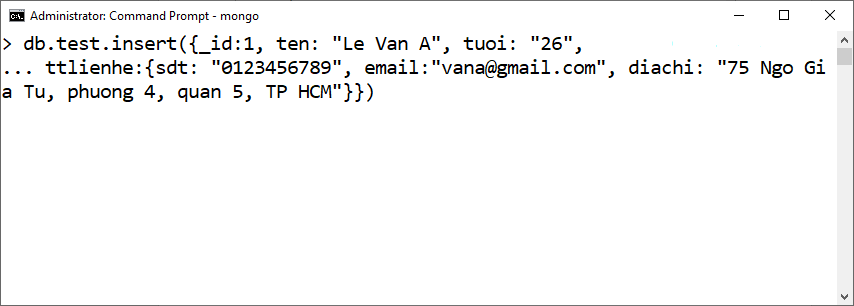 Administrator: Command Prompt - mongo
> db.test.insert({_id:1, ten: "Le Van A", tuoi: "26",
... ttlienhe:{sdt: "0123456789", email:"vana@gmail.com", diachi: "75 Ngo Gi
a Tu, phuong 4, quan 5, TP HCM"}})